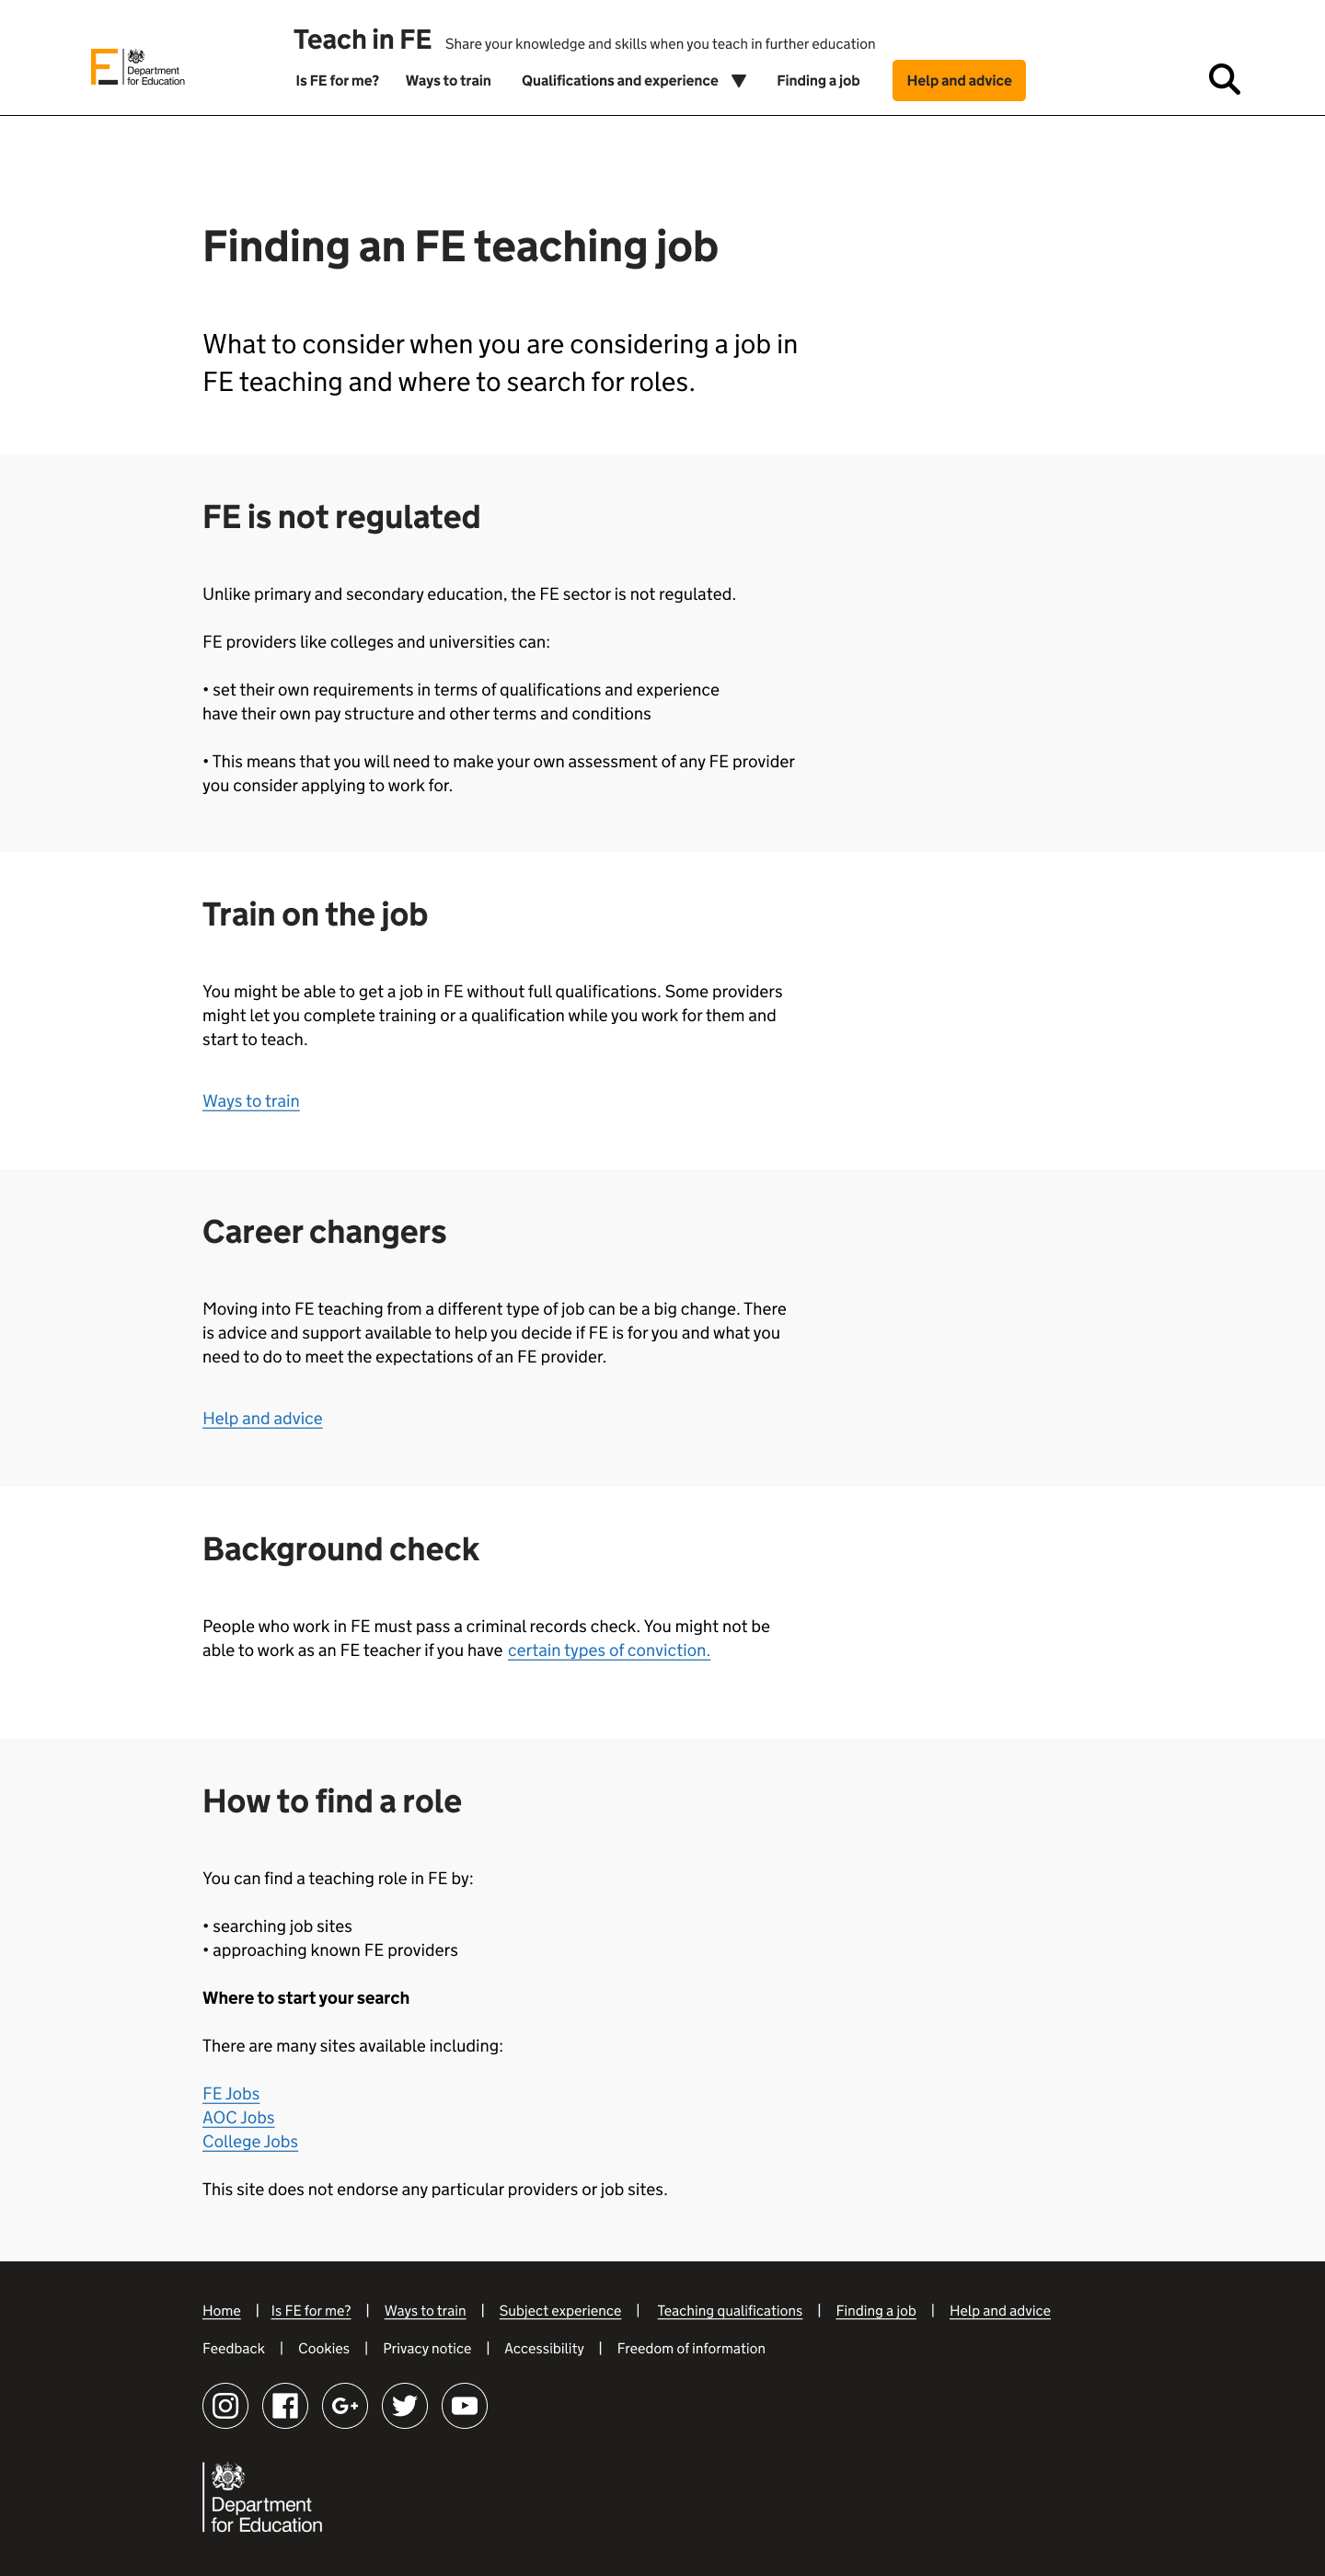 Teach in FE Share your knowledge and skills when you teach in further education
Department
for Education
Is FE for me? Ways to train Qualifications and experience Finding a job Help and advice
Finding an FE teaching job
What to consider when you are considering a job in
FE teaching and where to search for roles.
FE is not regulated
Unlike primary and secondary education, the FE sector is not regulated.
FE providers like colleges and universities can:
• set their own requirements in terms of qualifications and experience
have their own pay structure and other terms and conditions
• This means that you will need to make your own assessment of any FE provider
you consider applying to work for.
Train on the job
You might be able to get a job in FE without full qualifications. Some providers
might let you complete training or a qualification while you work for them and
start to teach.
Ways to train
Career changers
Moving into FE teaching from a different type of job can be a big change. There
is advice and support available to help you decide if FE is for you and what you
need to do to meet the expectations of an FE provider.
Help and advice
Background check
People who work in FE must pass a criminal records check. You might not be
able to work as an FE teacher if you have certain types of conviction.
How to find a role
You can find a teaching role in FE by:
• searching job sites
• approaching known FE providers
Where to start your search
There are many sites available including:
FE Jobs
AOC Jobs
College Jobs
This site does not endorse any particular providers or job sites.
Home | Is FE for me? | Ways to train | Subject experience | Teaching qualifications | Finding a job | Help and advice
Feedback | Cookies | Privacy notice | Accessibility | Freedom of information
Department
for Education